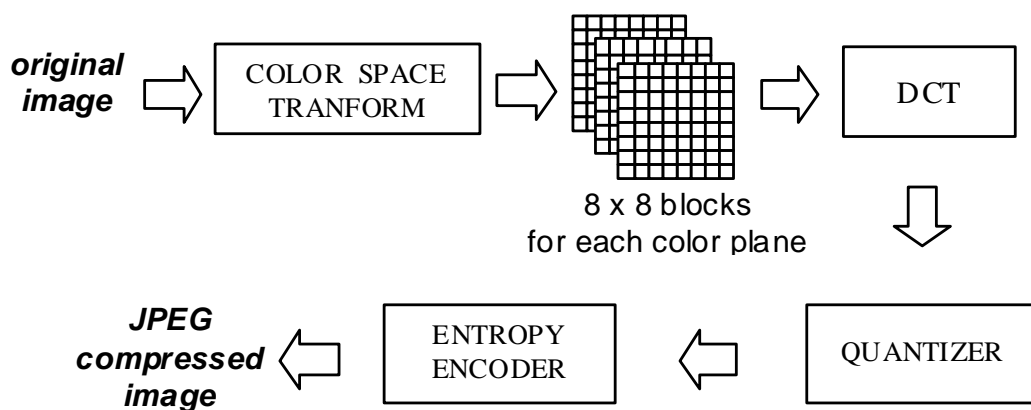 original
image
COLOR SPACE
TRANFORM
8 x 8 blocks
for each color plane
DCT
QUANTIZER
ENTROPY
ENCODER
JPEG
compressed
image